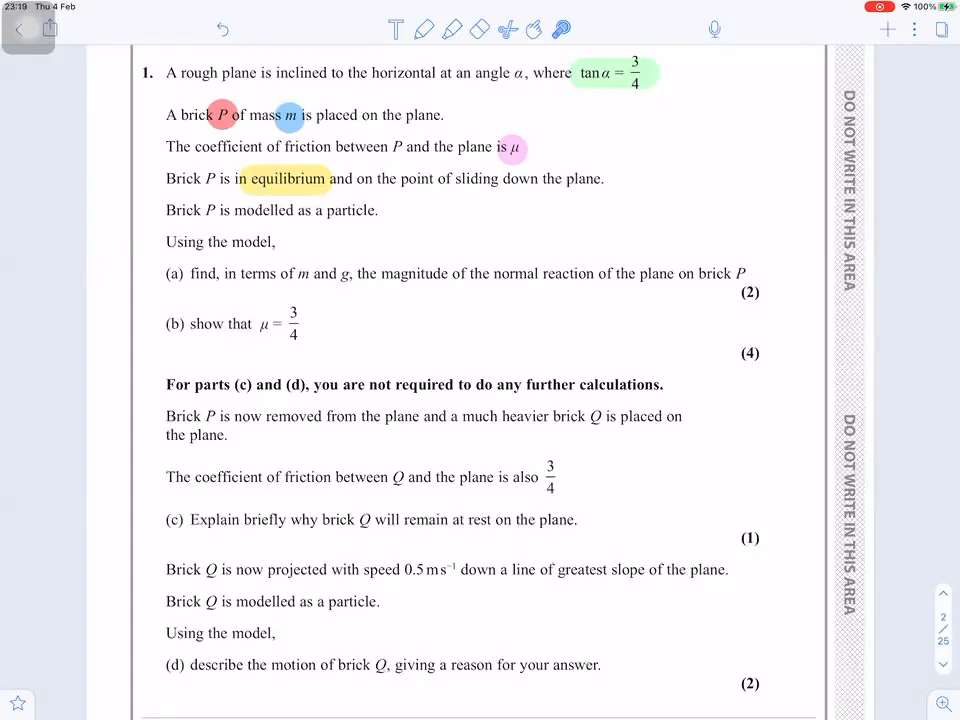 23:19 Thu 4 Feb
100%
1. A rough plane is inclined to the horizontal at an angle α, where tan α = 3/4
A brick P of mass m is placed on the plane.
The coefficient of friction between P and the plane is μ
Brick P is in equilibrium and on the point of sliding down the plane.
Brick P is modelled as a particle.
Using the model,
(a) find, in terms of m and g, the magnitude of the normal reaction of the plane on brick P
(2)
(b) show that μ = 3/4
(4)
For parts (c) and (d), you are not required to do any further calculations.
Brick P is now removed from the plane and a much heavier brick Q is placed on
the plane.
The coefficient of friction between Q and the plane is also 3/4
(c) Explain briefly why brick Q will remain at rest on the plane.
(1)
Brick Q is now projected with speed 0.5 m s⁻¹ down a line of greatest slope of the plane.
Brick Q is modelled as a particle.
Using the model,
(d) describe the motion of brick Q, giving a reason for your answer.
(2)
DO NOT WRITE IN THIS AREA
DO NOT WRITE IN THIS AREA
2
/
25